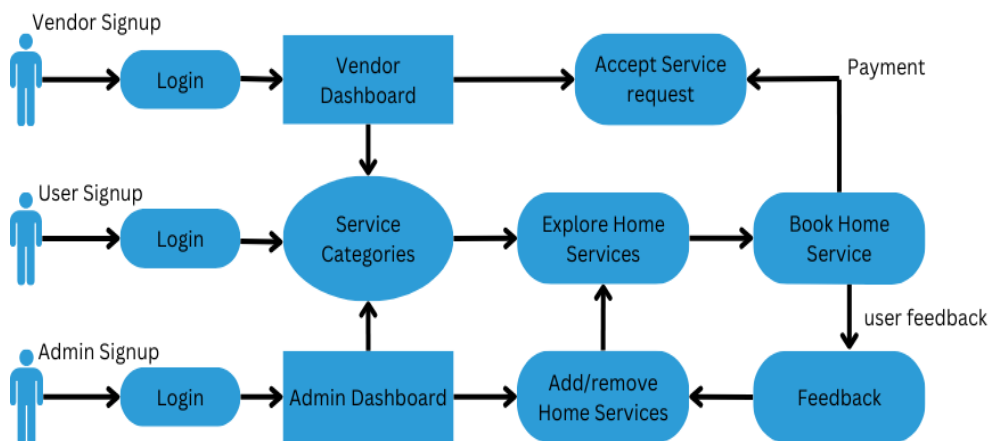 Vendor Signup
Login
Vendor
Dashboard
Accept Service
request
Payment
User Signup
Login
Service
Categories
Explore Home
Services
Book Home
Service
user feedback
Admin Signup
Login
Admin Dashboard
Add/remove
Home Services
Feedback